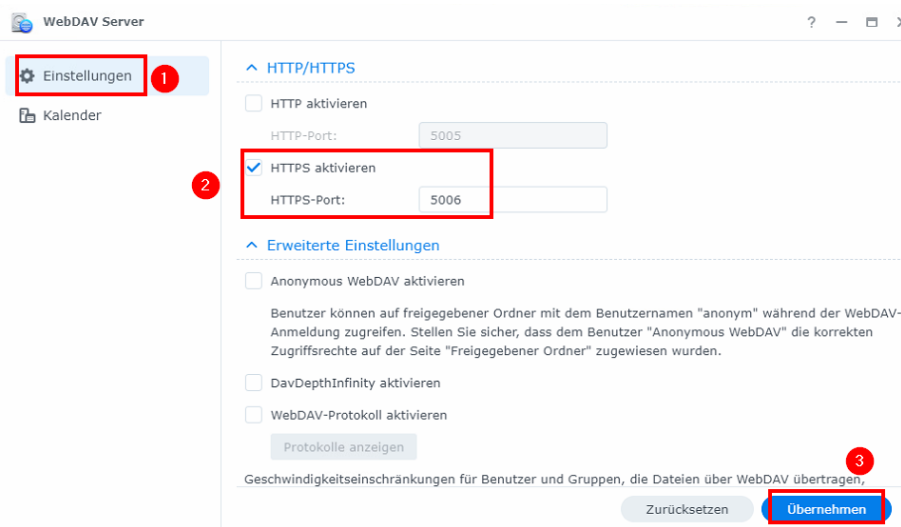 WebDAV Server
?
Einstellungen
1
Kalender
HTTP/HTTPS
HTTP aktivieren
HTTP-Port: 5005
HTTPS aktivieren
2
HTTPS-Port: 5006
Erweiterte Einstellungen
Anonymous WebDAV aktivieren
Benutzer können auf freigegebener Ordner mit dem Benutzernamen "anonym" während der WebDAV-
Anmeldung zugreifen. Stellen Sie sicher, dass dem Benutzer "Anonymous WebDAV" die korrekten
Zugriffsrechte auf der Seite "Freigegebener Ordner" zugewiesen wurden.
DavDepthInfinity aktivieren
WebDAV-Protokoll aktivieren
Protokolle anzeigen
3
Geschwindigkeitseinschränkungen für Benutzer und Gruppen, die Dateien über WebDAV übertragen,
Zurücksetzen Übernehmen